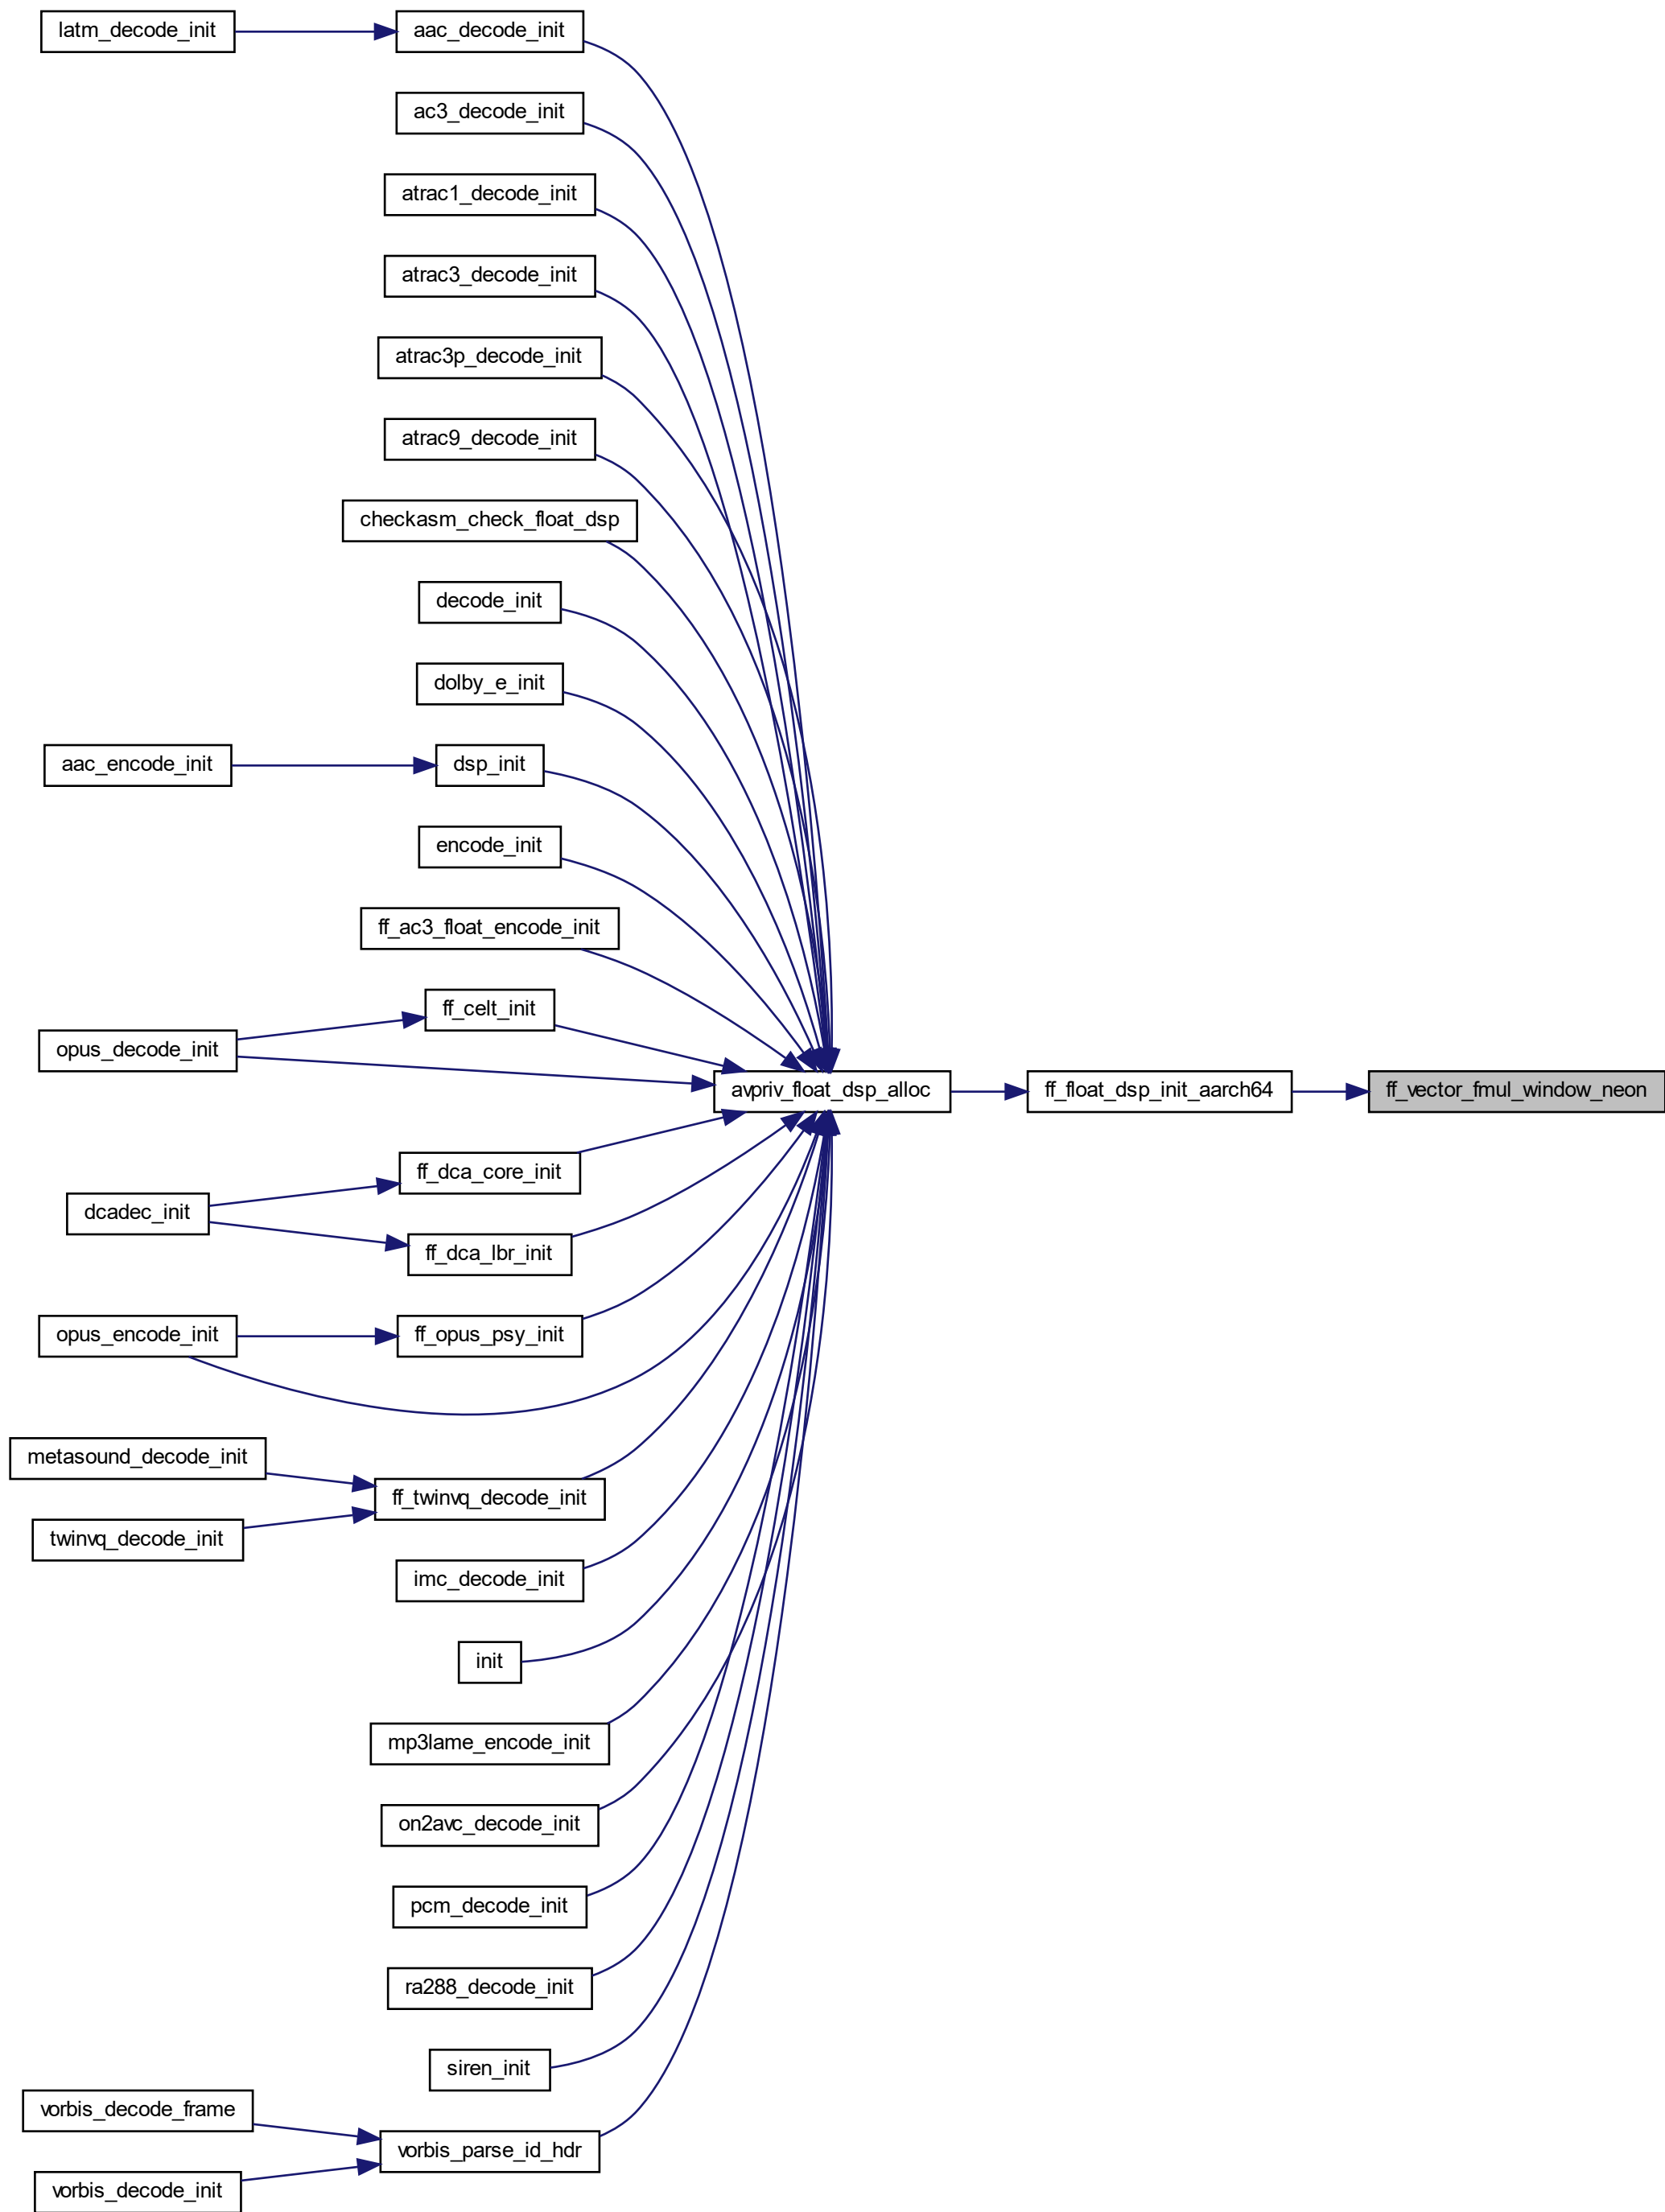 latm_decode_init
aac_decode_init
ac3_decode_init
atrac1_decode_init
atrac3_decode_init
atrac3p_decode_init
atrac9_decode_init
checkasm_check_float_dsp
decode_init
dolby_e_init
aac_encode_init
dsp_init
encode_init
ff_ac3_float_encode_init
ff_celt_init
opus_decode_init
avpriv_float_dsp_alloc
ff_float_dsp_init_aarch64
ff_vector_fmul_window_neon
ff_dca_core_init
dcadec_init
ff_dca_lbr_init
opus_encode_init
ff_opus_psy_init
metasound_decode_init
ff_twinvq_decode_init
twinvq_decode_init
imc_decode_init
init
mp3lame_encode_init
on2avc_decode_init
pcm_decode_init
ra288_decode_init
siren_init
vorbis_decode_frame
vorbis_parse_id_hdr
vorbis_decode_init